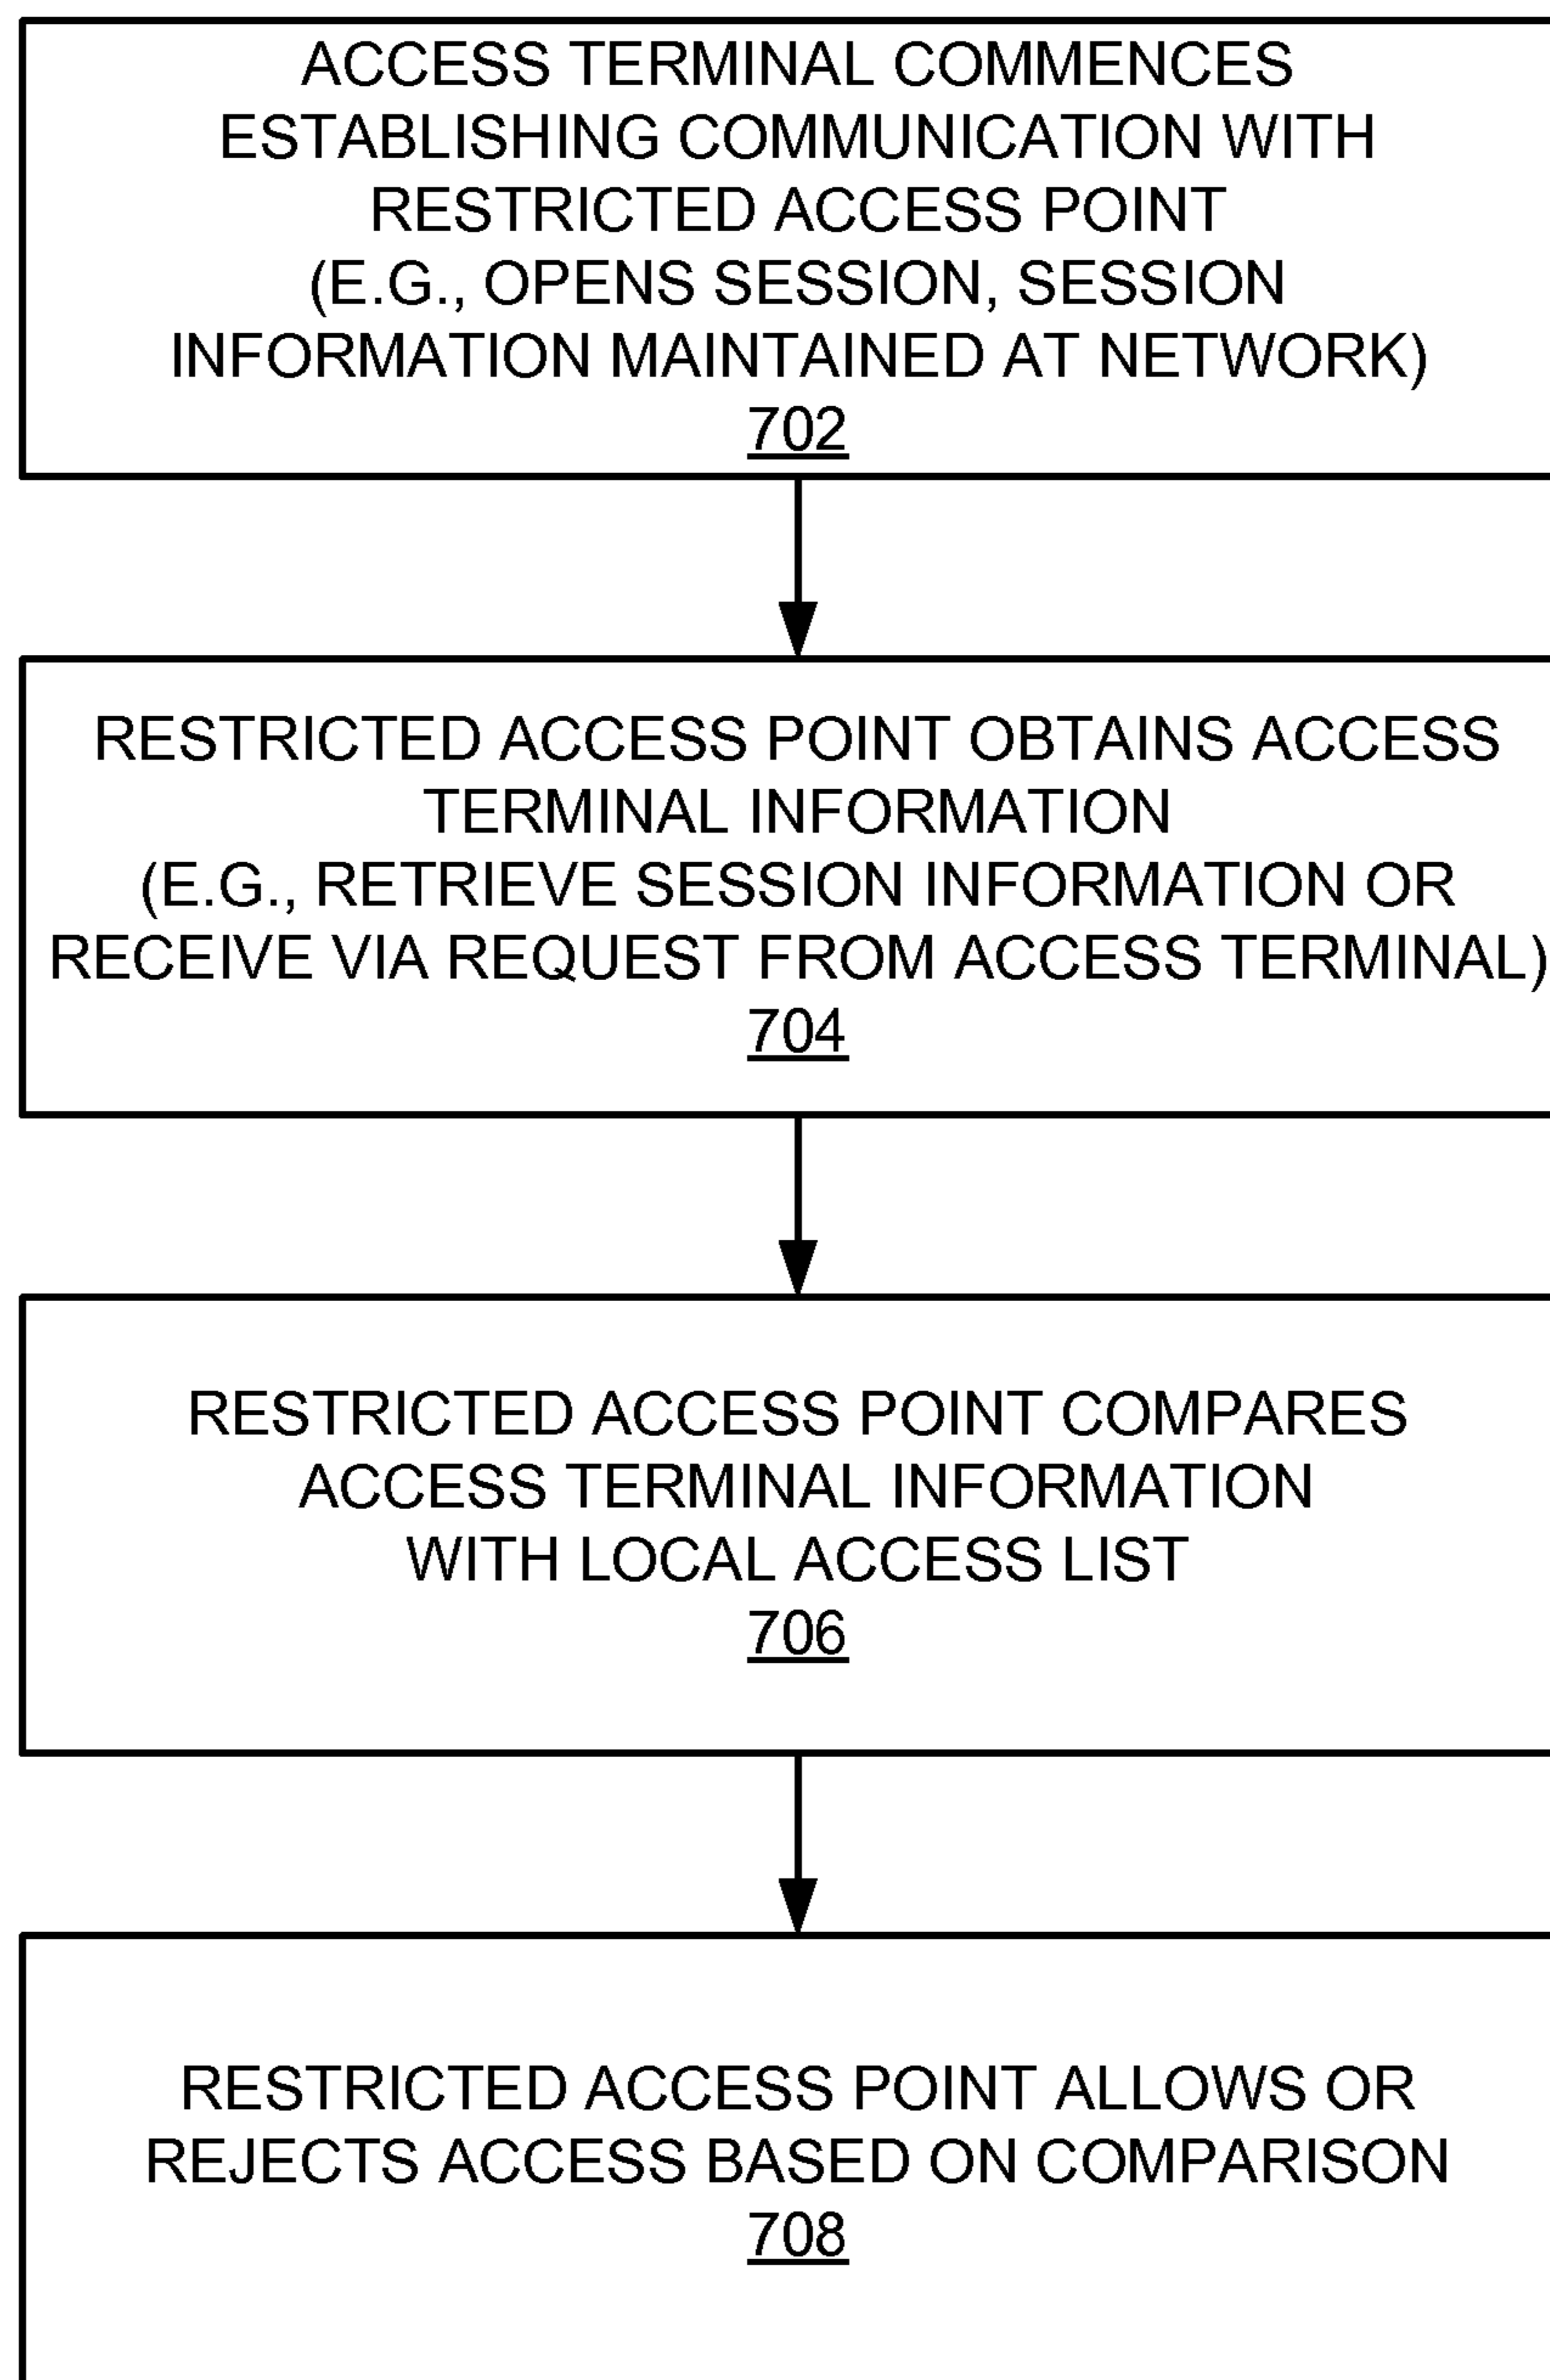 ACCESS TERMINAL COMMENCES
ESTABLISHING COMMUNICATION WITH
RESTRICTED ACCESS POINT
(E.G., OPENS SESSION, SESSION
INFORMATION MAINTAINED AT NETWORK)
702
RESTRICTED ACCESS POINT OBTAINS ACCESS
TERMINAL INFORMATION
(E.G., RETRIEVE SESSION INFORMATION OR
RECEIVE VIA REQUEST FROM ACCESS TERMINAL)
704
RESTRICTED ACCESS POINT COMPARES
ACCESS TERMINAL INFORMATION
WITH LOCAL ACCESS LIST
706
RESTRICTED ACCESS POINT ALLOWS OR
REJECTS ACCESS BASED ON COMPARISON
708